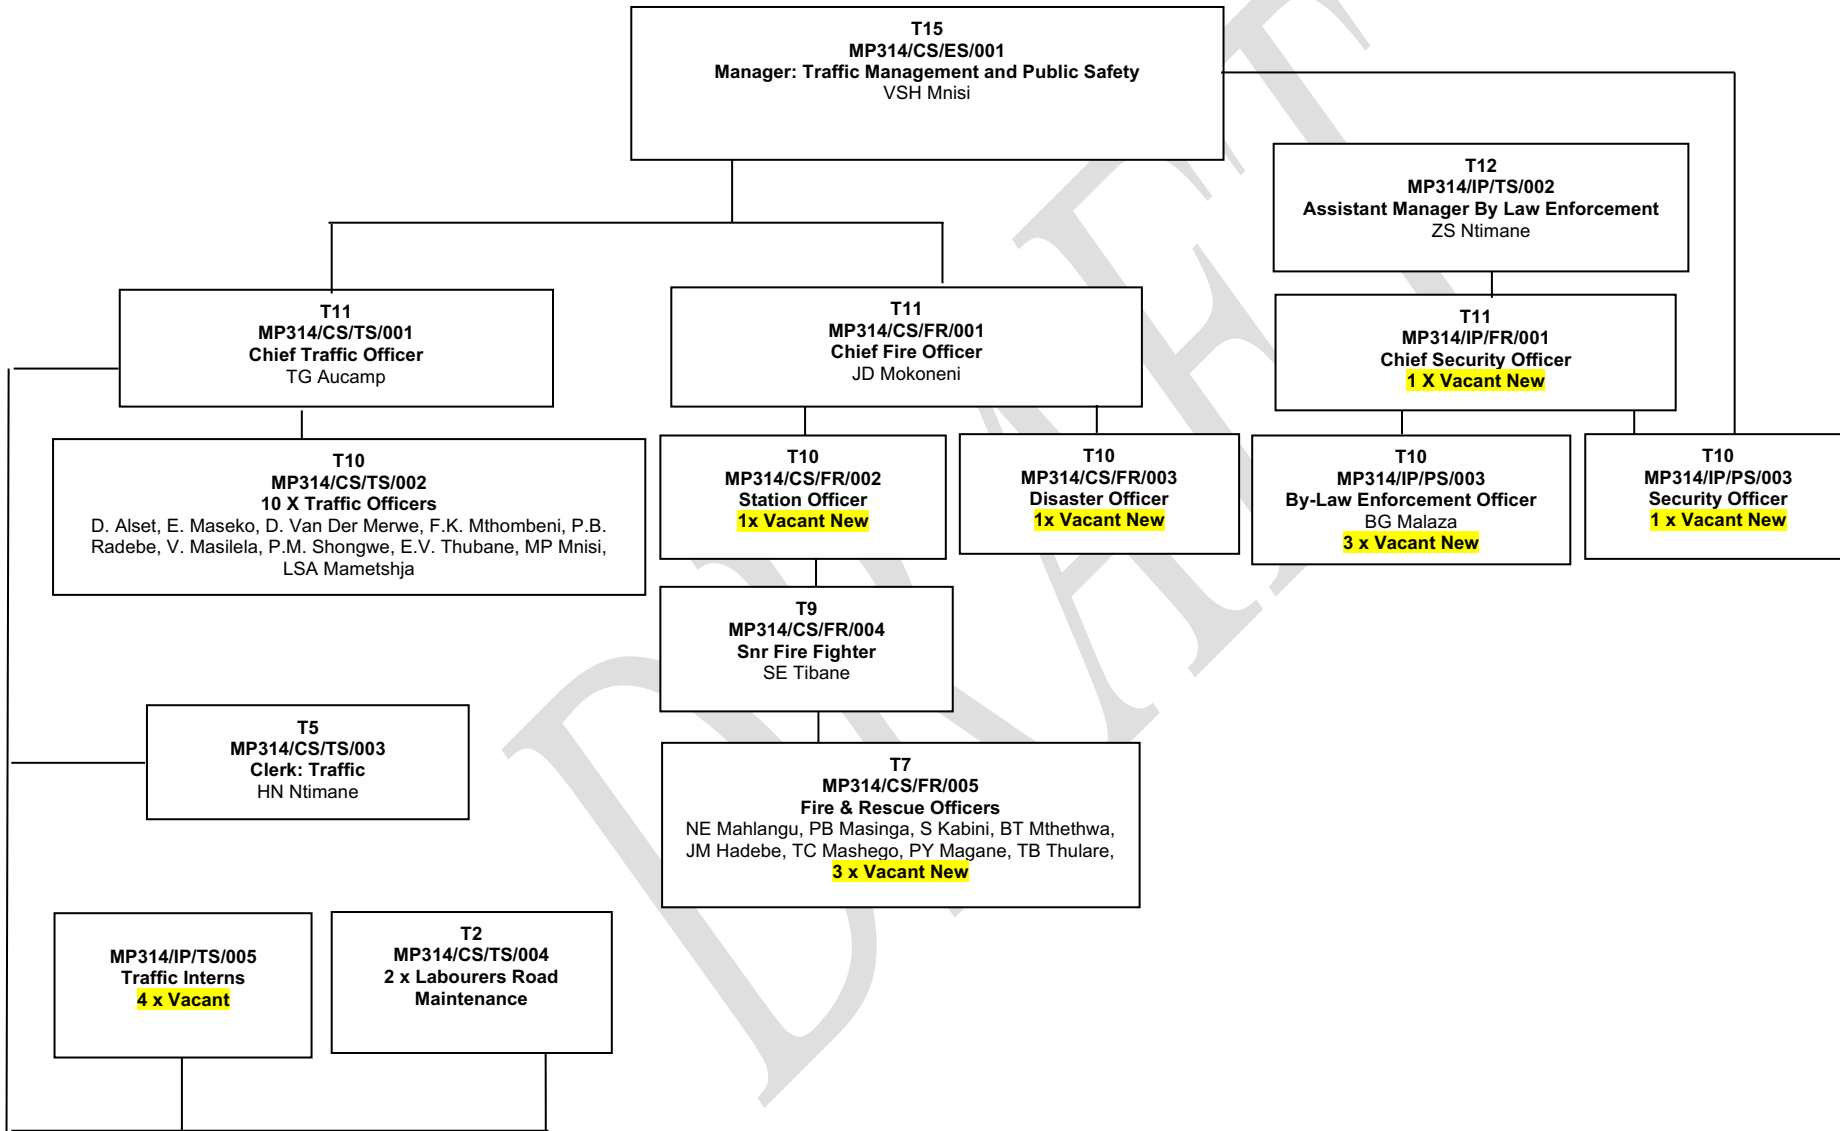 T15
MP314/CS/ES/001
Manager: Traffic Management and Public Safety
VSH Mnisi
T12
MP314/IP/TS/002
Assistant Manager By Law Enforcement
ZS Ntimane
T11
MP314/CS/TS/001
Chief Traffic Officer
TG Aucamp
T11
MP314/CS/FR/001
Chief Fire Officer
JD Mokoneni
T11
MP314/IP/FR/001
Chief Security Officer
1 X Vacant New
T10
MP314/CS/TS/002
10 X Traffic Officers
D. Alset, E. Maseko, D. Van Der Merwe, F.K. Mthombeni, P.B.
Radebe, V. Masilela, P.M. Shongwe, E.V. Thubane, MP Mnisi,
LSA Mametshja
T10
MP314/CS/FR/002
Station Officer
1x Vacant New
T10
MP314/CS/FR/003
Disaster Officer
1x Vacant New
T10
MP314/IP/PS/003
By-Law Enforcement Officer
BG Malaza
3 x Vacant New
T10
MP314/IP/PS/003
Security Officer
1 x Vacant New
T9
MP314/CS/FR/004
Snr Fire Fighter
SE Tibane
T5
MP314/CS/TS/003
Clerk: Traffic
HN Ntimane
T7
MP314/CS/FR/005
Fire & Rescue Officers
NE Mahlangu, PB Masinga, S Kabini, BT Mthethwa,
JM Hadebe, TC Mashego, PY Magane, TB Thulare,
3 x Vacant New
MP314/IP/TS/005
Traffic Interns
4 x Vacant
T2
MP314/CS/TS/004
2 x Labourers Road
Maintenance
DRAFT